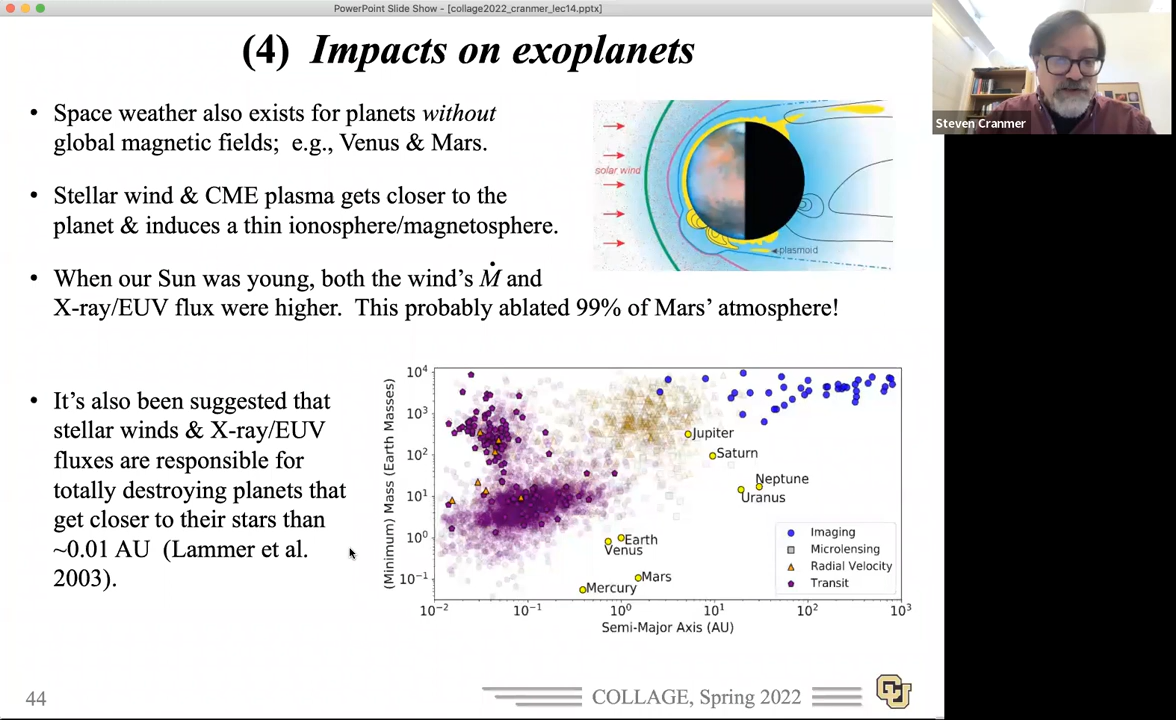 PowerPoint Slide Show - [collage2022_cranmer_lec14.pptx]
(4) Impacts on exoplanets
• Space weather also exists for planets without
global magnetic fields; e.g., Venus & Mars.
• Stellar wind & CME plasma gets closer to the
planet & induces a thin ionosphere/magnetosphere.
• When our Sun was young, both the wind's Ṁ and
X-ray/EUV flux were higher. This probably ablated 99% of Mars' atmosphere!
solar wind
plasmoid
Steven Cranmer
• It's also been suggested that
stellar winds & X-ray/EUV
fluxes are responsible for
totally destroying planets that
get closer to their stars than
~0.01 AU (Lammer et al.
2003).
(Minimum) Mass (Earth Masses)
10⁴
10³
10²
10¹
10⁰
10⁻¹
Jupiter
Saturn
Neptune
Uranus
Earth
Venus
Mars
Mercury
Imaging
Microlensing
Radial Velocity
Transit
10⁻² 10⁻¹ 10⁰ 10¹ 10² 10³
Semi-Major Axis (AU)
44
COLLAGE, Spring 2022
CU